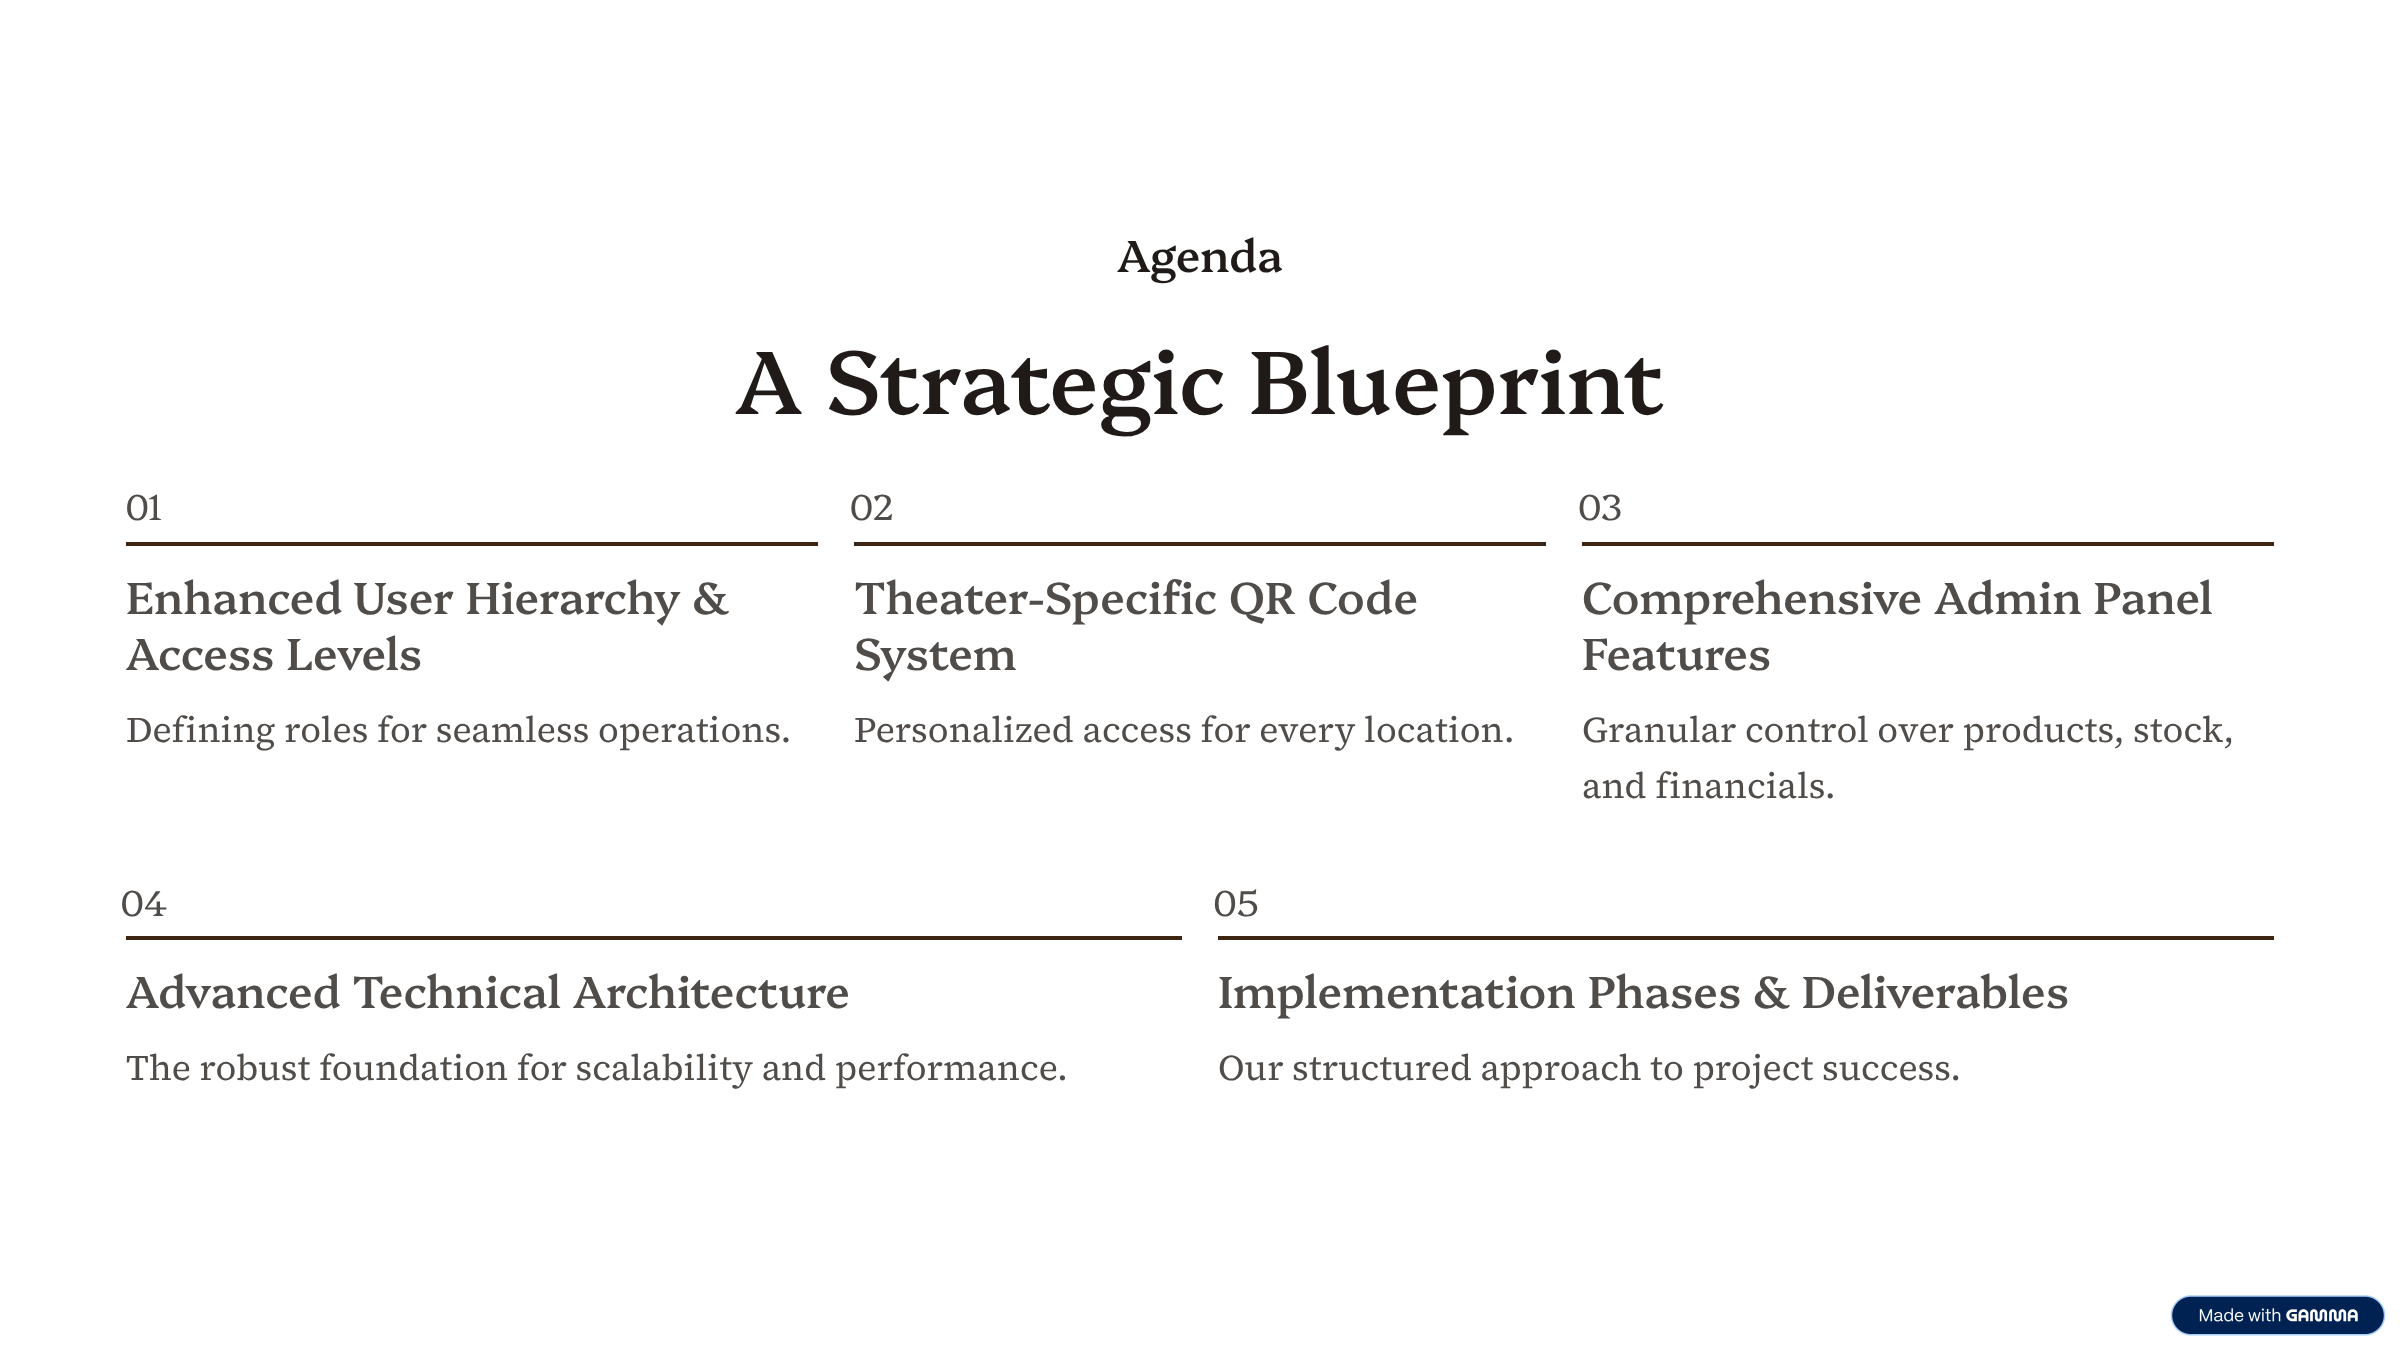 Agenda
A Strategic Blueprint
01
Enhanced User Hierarchy &
Access Levels
Defining roles for seamless operations.
02
Theater-Specific QR Code
System
Personalized access for every location.
03
Comprehensive Admin Panel
Features
Granular control over products, stock,
and financials.
04
Advanced Technical Architecture
The robust foundation for scalability and performance.
05
Implementation Phases & Deliverables
Our structured approach to project success.
Made with GAMMA